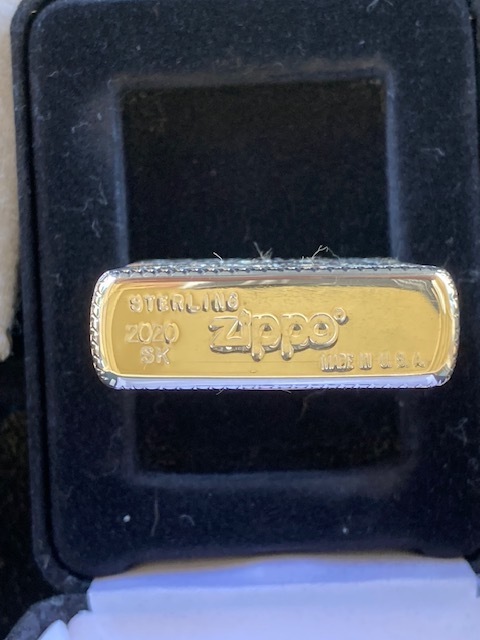 STERLING
2020
SK
Zippo®
MADE IN U.S.A.